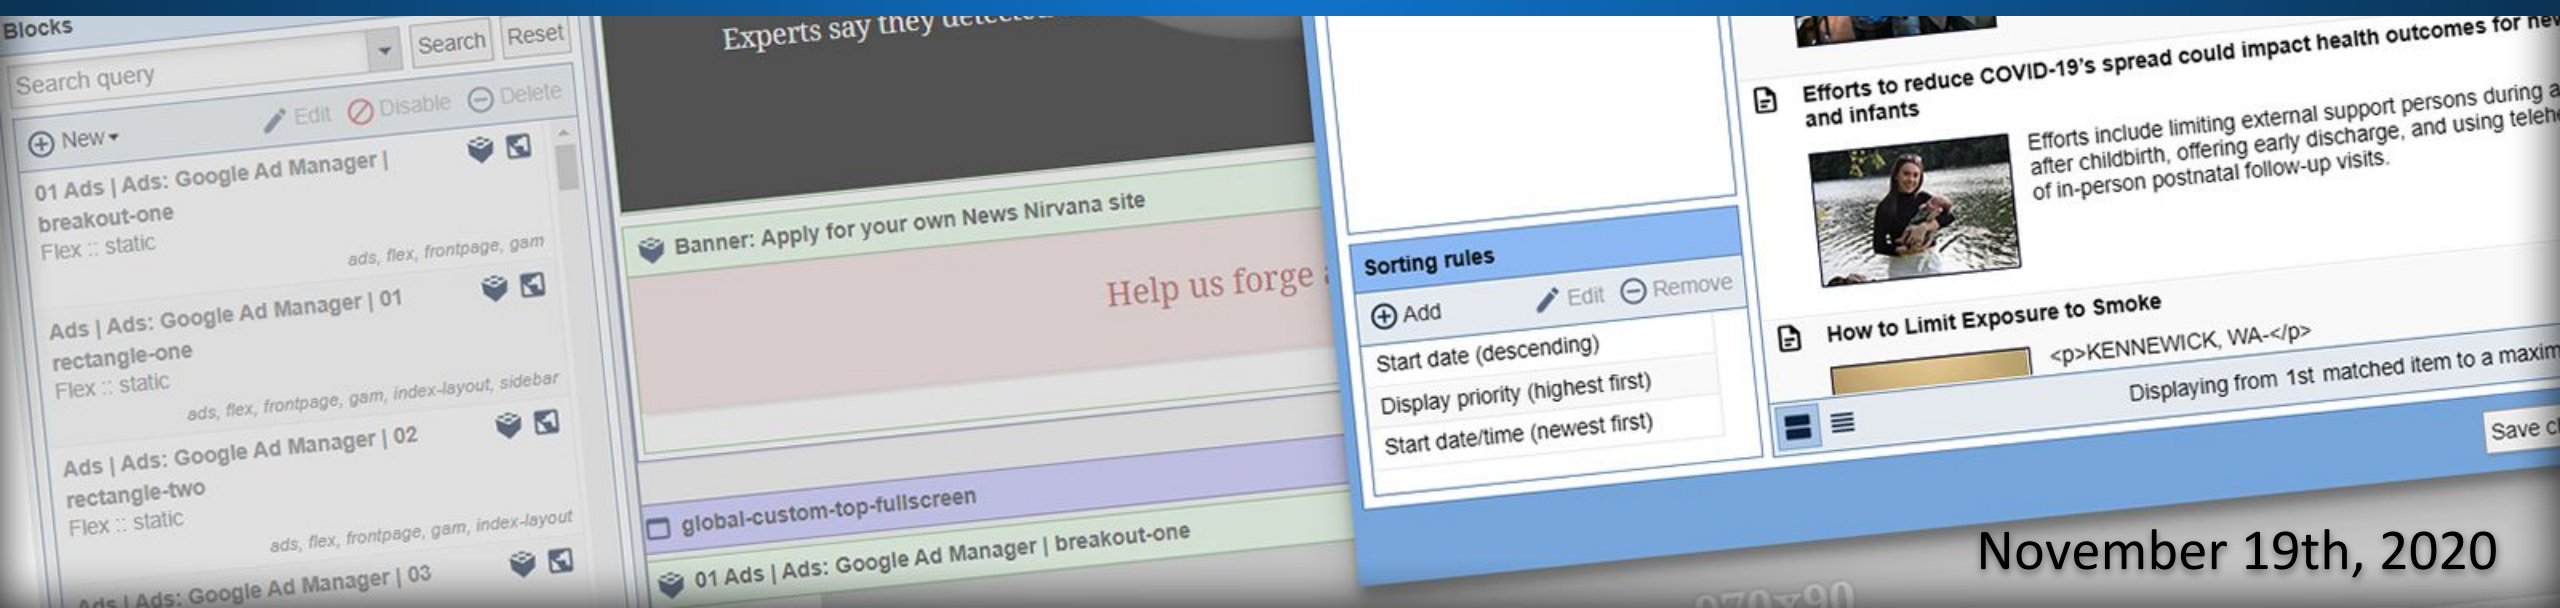 Blocks
Search query
Search
Reset
New
Edit
Disable
Delete
01 Ads | Ads: Google Ad Manager |
breakout-one
Flex :: static
ads, flex, frontpage, gam
Ads | Ads: Google Ad Manager | 01
rectangle-one
Flex :: static
ads, flex, frontpage, gam, index-layout, sidebar
Ads | Ads: Google Ad Manager | 02
rectangle-two
Flex :: static
ads, flex, frontpage, gam, index-layout
Ads | Ads: Google Ad Manager | 03
Experts say they
Banner: Apply for your own News Nirvana site
Help us forge
global-custom-top-fullscreen
01 Ads | Ads: Google Ad Manager | breakout-one
970x90
Sorting rules
Add
Edit
Remove
Start date (descending)
Display priority (highest first)
Start date/time (newest first)
Efforts to reduce COVID-19's spread could impact health outcomes for
and infants
Efforts include limiting external support persons during
after childbirth, offering early discharge, and using
of in-person postnatal follow-up visits.
How to Limit Exposure to Smoke
<p>KENNEWICK, WA-</p>
Displaying from 1st matched item to a
Save
November 19th, 2020